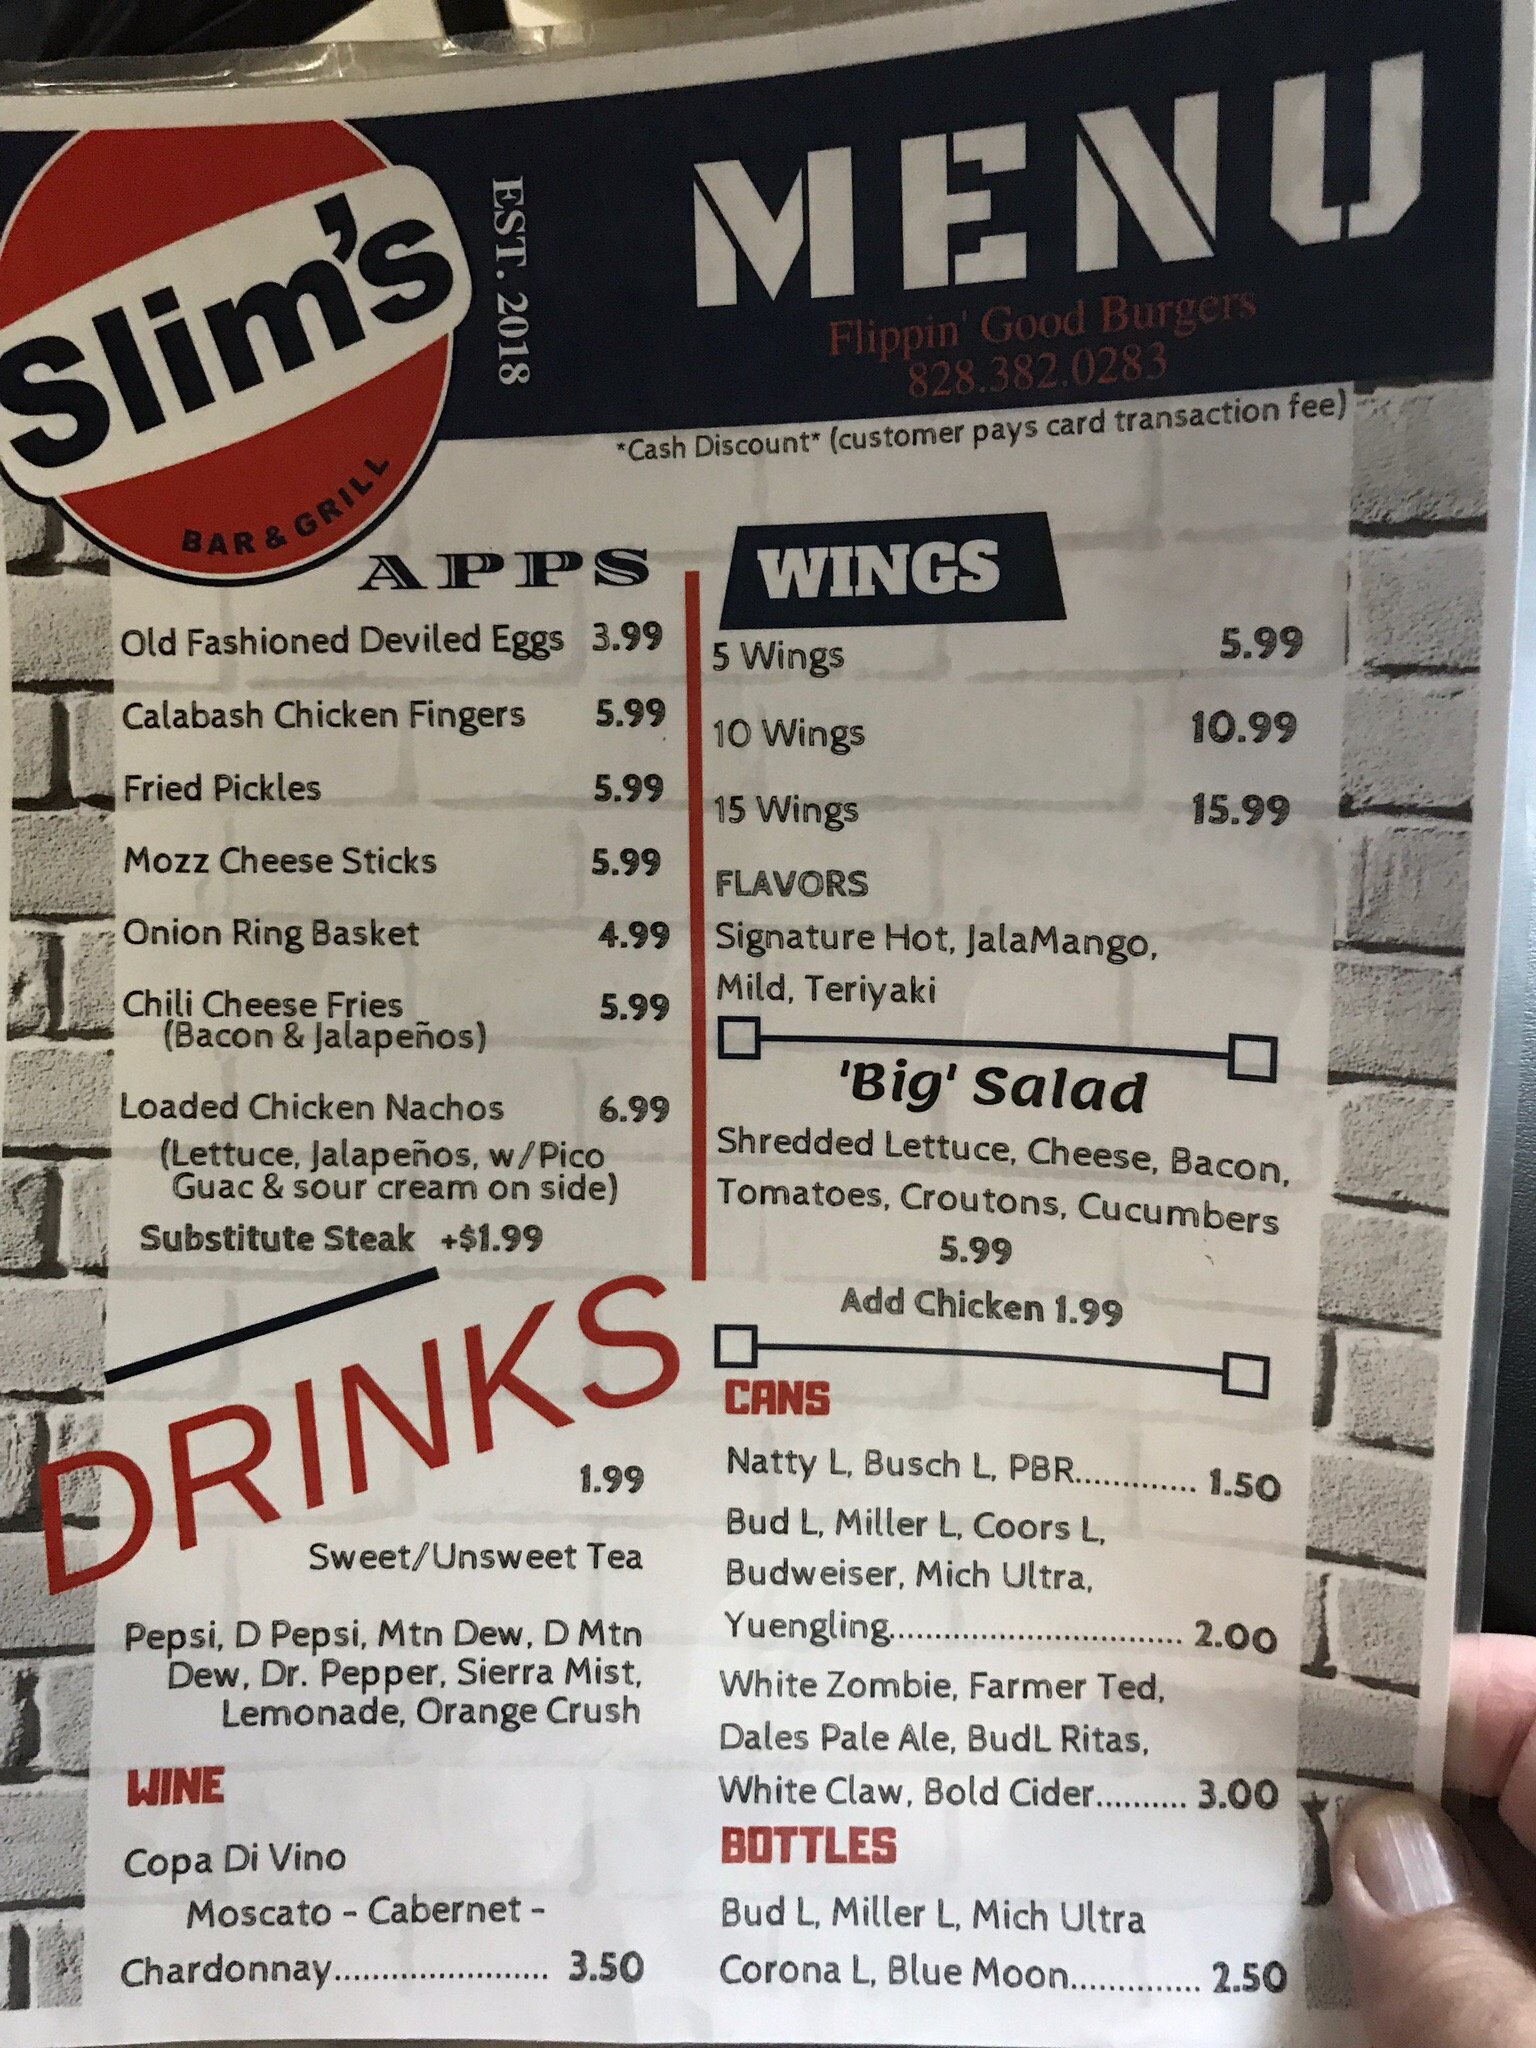 Slim's
BAR & GRILL
EST. 2018
MENU
Flippin' Good Burgers
828.382.0283
*Cash Discount* (customer pays card transaction fee)
APPS
Old Fashioned Deviled Eggs 3.99
Calabash Chicken Fingers 5.99
Fried Pickles 5.99
Mozz Cheese Sticks 5.99
Onion Ring Basket 4.99
Chili Cheese Fries 5.99
(Bacon & Jalapeños)
Loaded Chicken Nachos 6.99
(Lettuce, Jalapeños, w/Pico
Guac & sour cream on side)
Substitute Steak +$1.99
WINGS
5 Wings 5.99
10 Wings 10.99
15 Wings 15.99
FLAVORS
Signature Hot, JalaMango,
Mild, Teriyaki
'Big' Salad
Shredded Lettuce, Cheese, Bacon,
Tomatoes, Croutons, Cucumbers
5.99
Add Chicken 1.99
DRINKS
1.99
Sweet/Unsweet Tea
Pepsi, D Pepsi, Mtn Dew, D Mtn
Dew, Dr. Pepper, Sierra Mist,
Lemonade, Orange Crush
WINE
Copa Di Vino
Moscato - Cabernet -
Chardonnay...................... 3.50
CANS
Natty L, Busch L, PBR............. 1.50
Bud L, Miller L, Coors L,
Budweiser, Mich Ultra,
Yuengling.............................. 2.00
White Zombie, Farmer Ted,
Dales Pale Ale, BudL Ritas,
White Claw, Bold Cider.......... 3.00
BOTTLES
Bud L, Miller L, Mich Ultra
Corona L, Blue Moon.............. 2.50